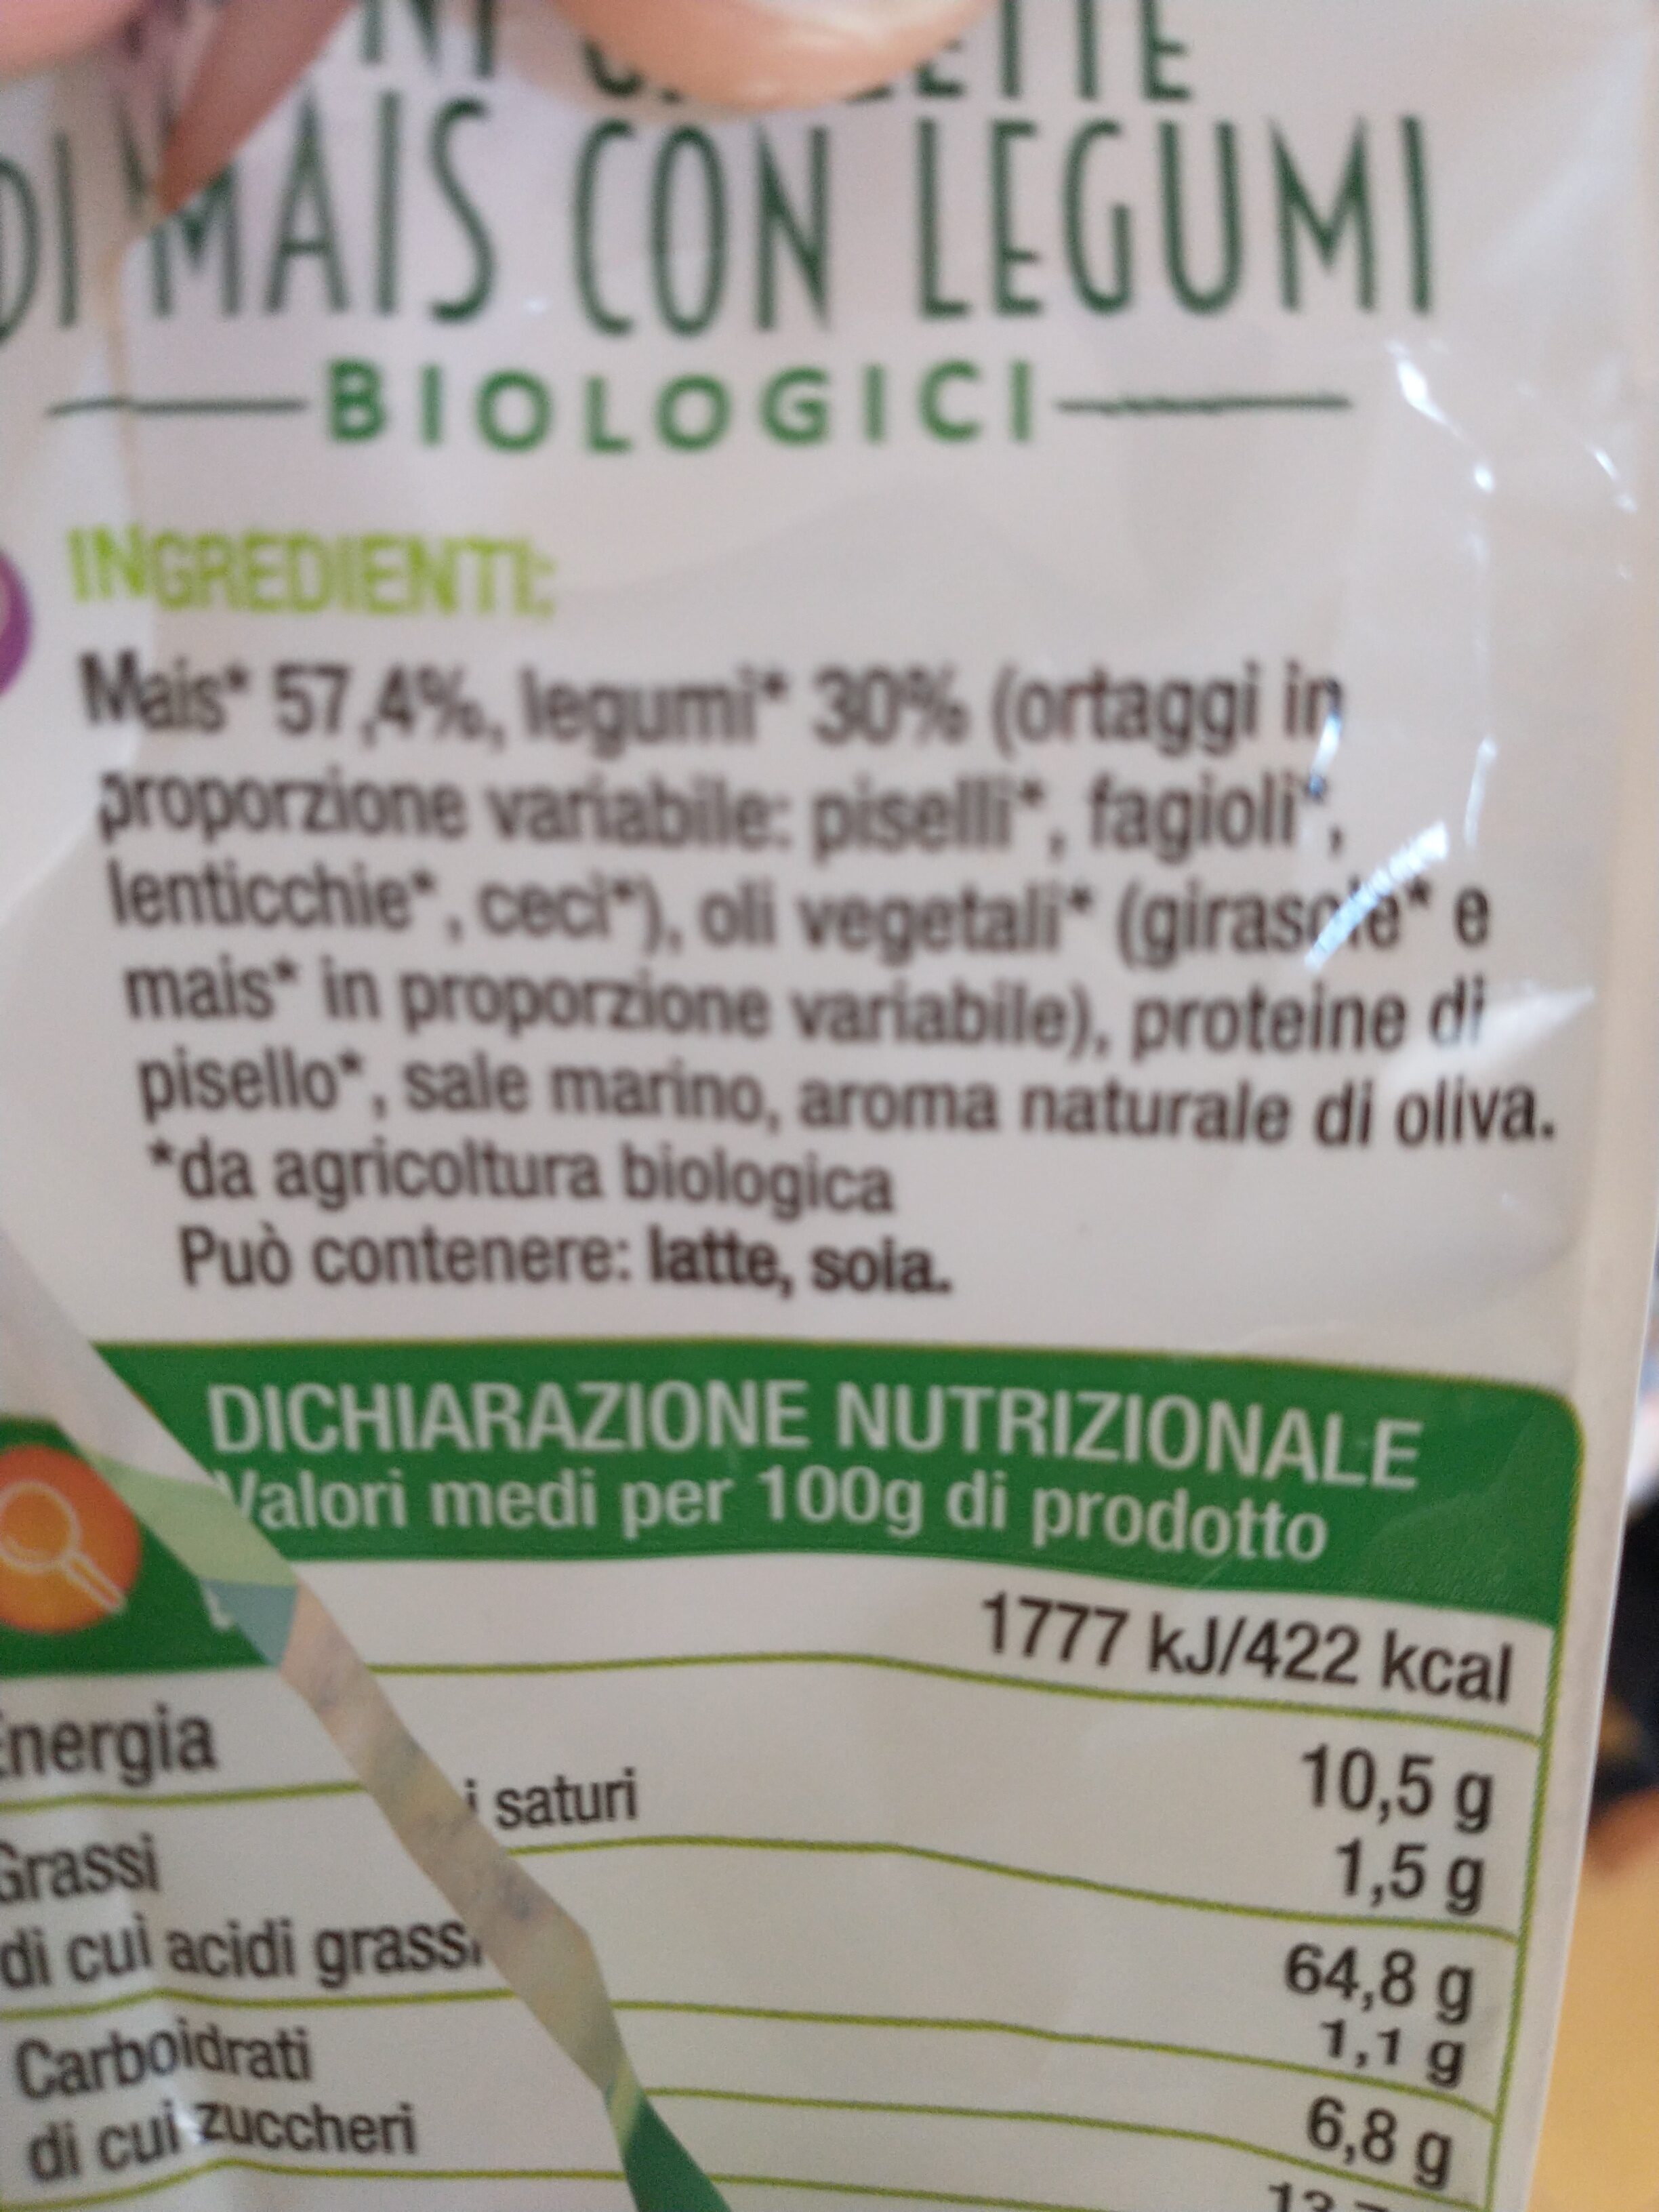 DI MAIS CON LEGUMI
BIOLOGICI
INGREDIENTI:
Mais* 57,4%, legumi* 30% (ortaggi in
proporzione variabile: piselli*, fagioli*,
lenticchie*, ceci*), oli vegetali* (girasole* e
mais* in proporzione variabile), proteine di
pisello*, sale marino, aroma naturale di oliva.
*da agricoltura biologica
Può contenere: latte, soia.
DICHIARAZIONE NUTRIZIONALE
Valori medi per 100g di prodotto
Energia 1777 kJ/422 kcal
Grassi 10,5 g
di cui acidi grassi saturi 1,5 g
Carboidrati 64,8 g
di cui zuccheri 1,1 g
6,8 g